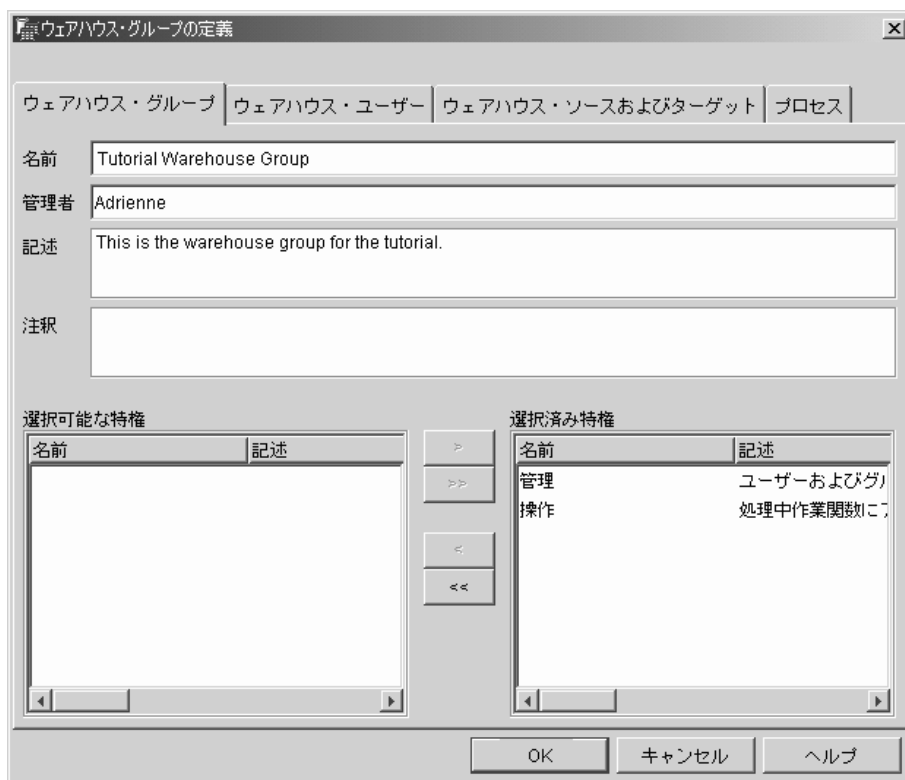 ウェアハウス・グループの定義
ウェアハウス・グループ ウェアハウス・ユーザー ウェアハウス・ソースおよびターゲット プロセス
名前 Tutorial Warehouse Group
管理者 Adrienne
記述 This is the warehouse group for the tutorial.
注釈
選択可能な特権 選択済み特権
名前 記述 > 名前 記述
>> 管理 ユーザーおよびグル
操作 処理中作業関数に
<
<<
OK キャンセル ヘルプ